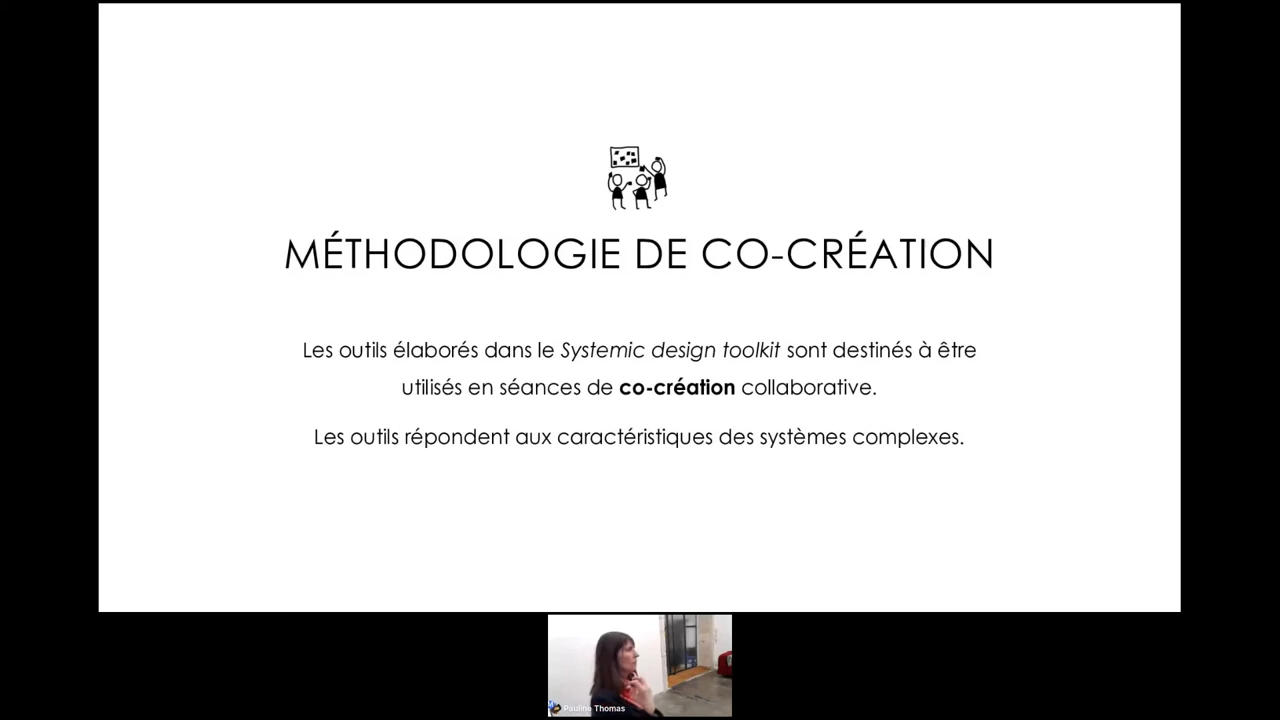 MÉTHODOLOGIE DE CO-CRÉATION
Les outils élaborés dans le Systemic design toolkit sont destinés à être
utilisés en séances de co-création collaborative.
Les outils répondent aux caractéristiques des systèmes complexes.
Pauline Thomas